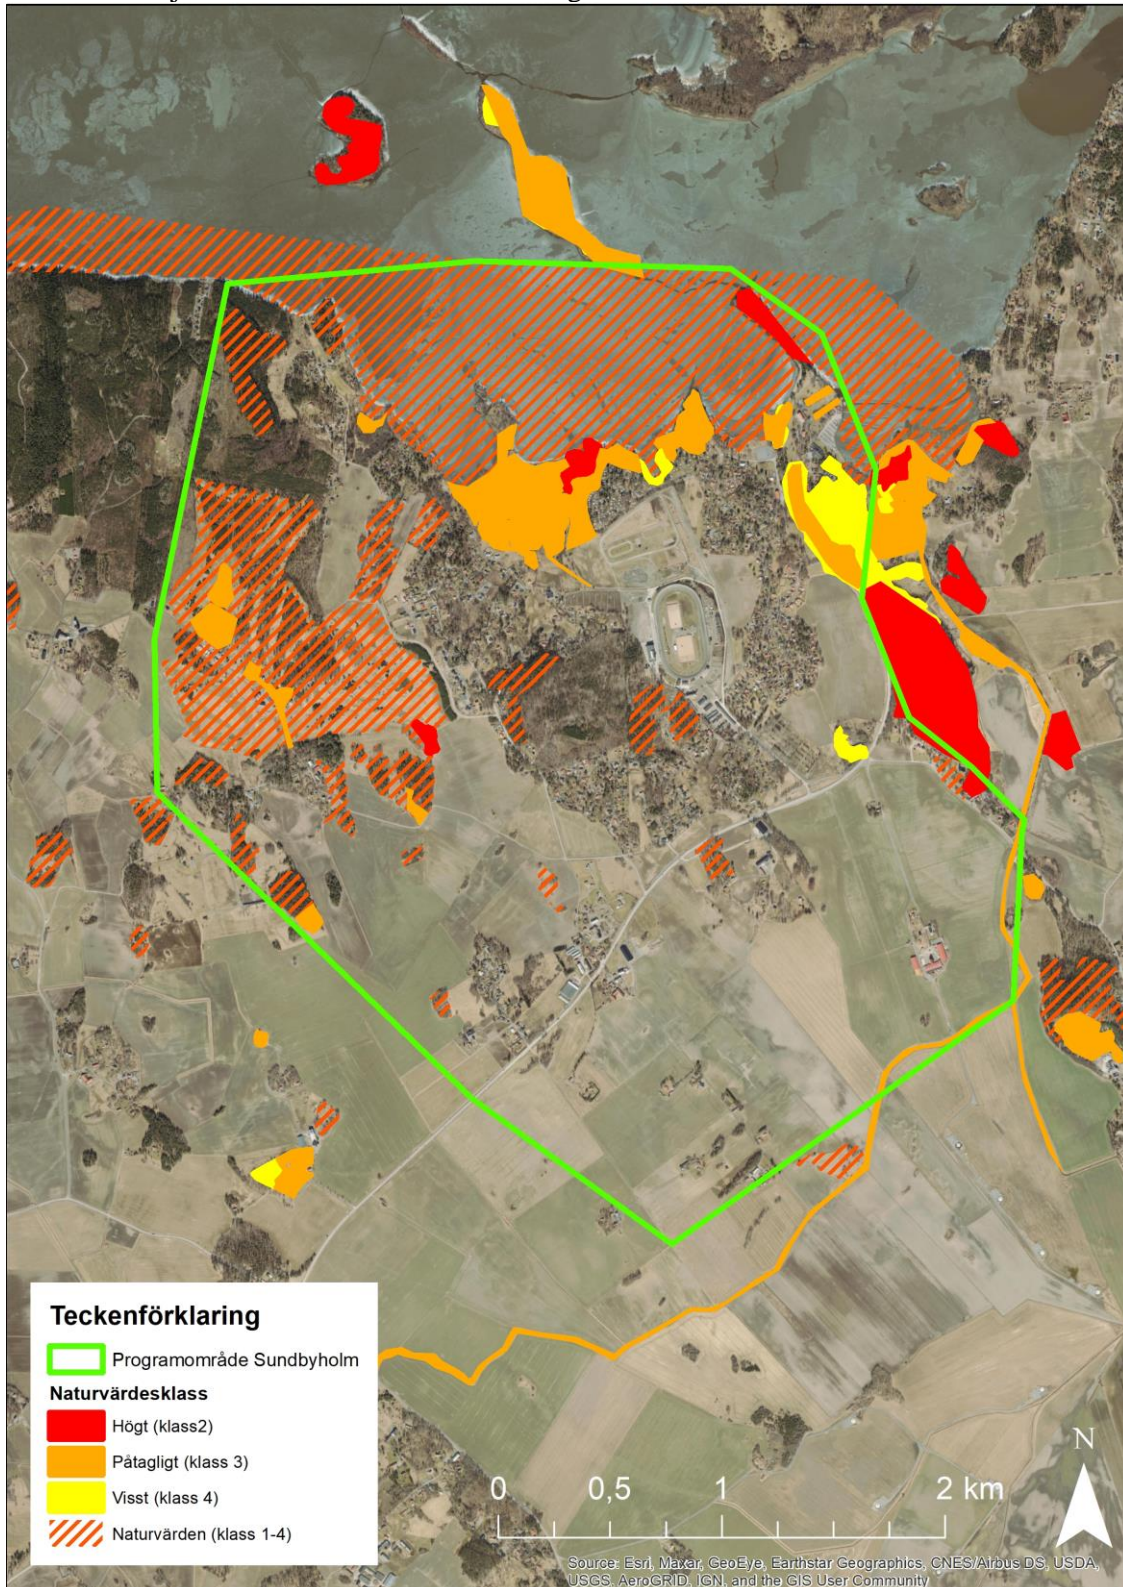 Teckenförklaring
Programområde Sundbyholm
Naturvärdesklass
Högt (klass2)
Påtagligt (klass 3)
Visst (klass 4)
Naturvärden (klass 1-4)
N
0 0,5 1 2 km
Source: Esri, Maxar, GeoEye, Earthstar Geographics, CNES/Airbus DS, USDA,
USGS, AeroGRID, IGN, and the GIS User Community